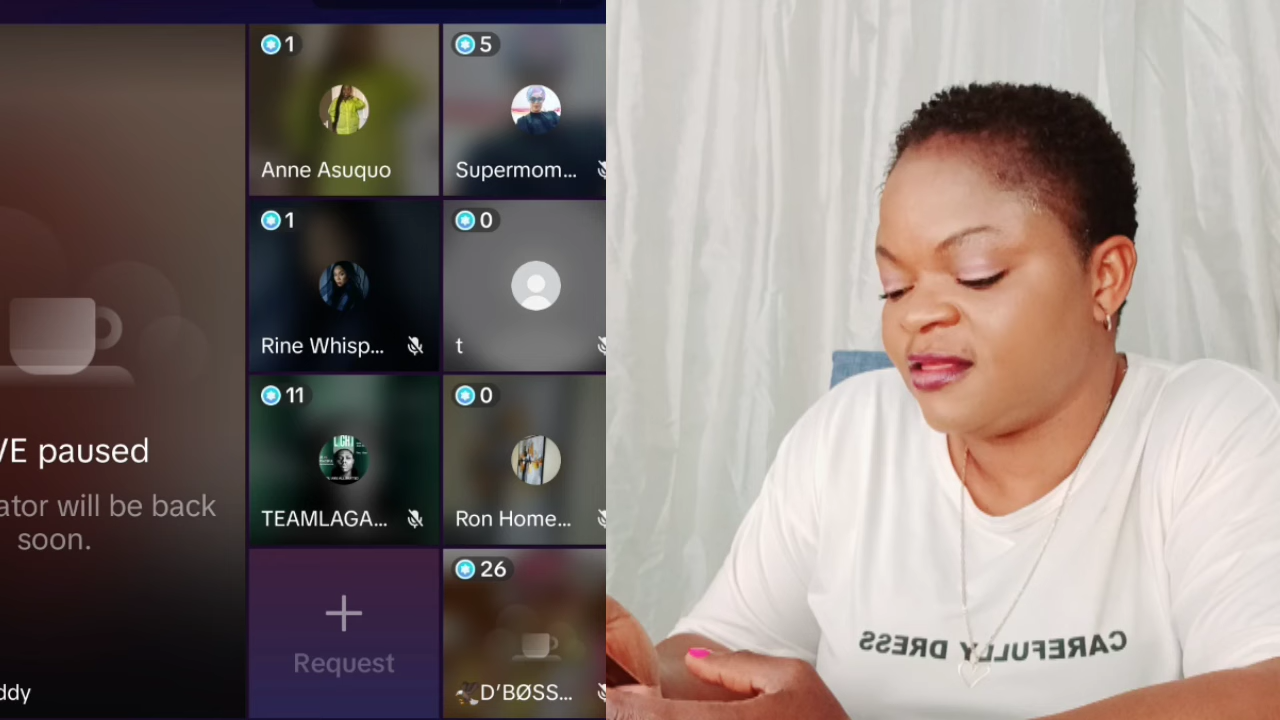 VE paused
ator will be back
soon.
ddy
1
Anne Asuquo
5
Supermom...
1
Rine Whisp...
0
t
11
TEAMLAGA...
0
Ron Home...
+
Request
26
D'BØSS...
CAREFULLY DRESS